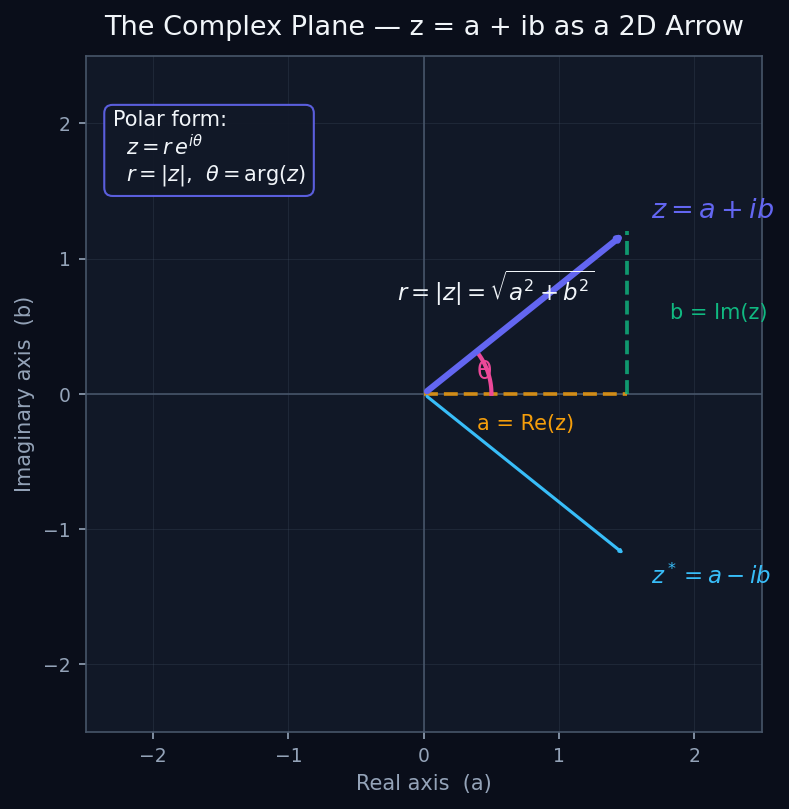 The Complex Plane — z = a + ib as a 2D Arrow
Polar form:
z = r e^{iθ}
r = |z|, θ = arg(z)
z = a + ib
r = |z| = √(a² + b²)
b = Im(z)
θ
a = Re(z)
z* = a − ib
2
1
0
−1
−2
Imaginary axis (b)
−2
−1
0
1
2
Real axis (a)